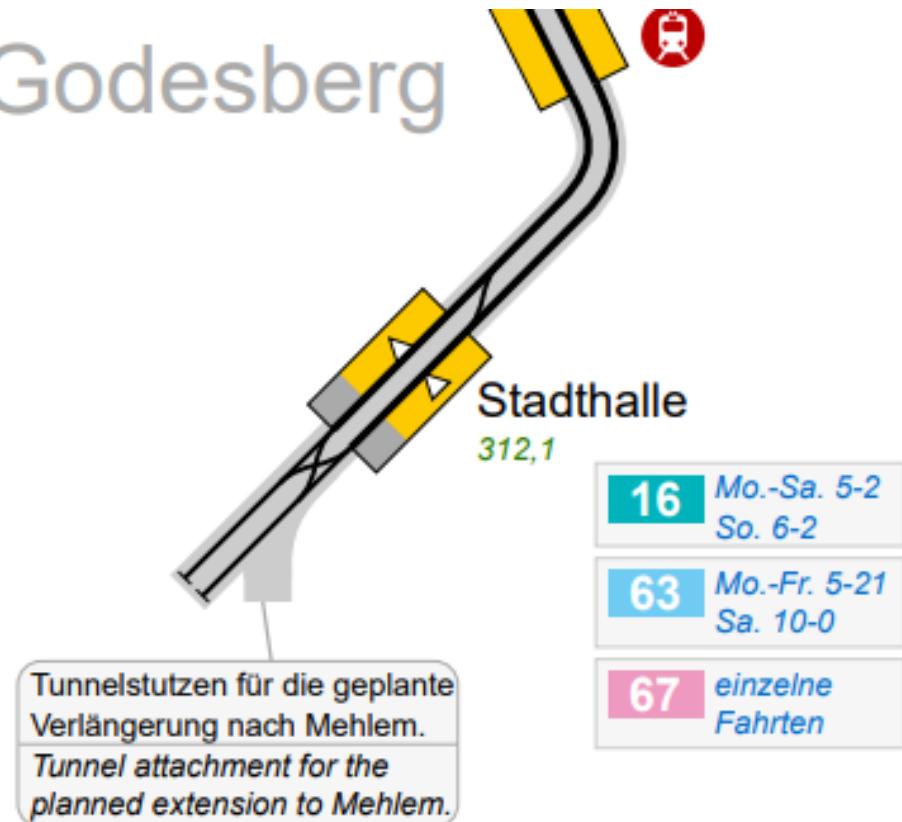 Godesberg
Stadthalle
312,1
16 Mo.-Sa. 5-2
So. 6-2
63 Mo.-Fr. 5-21
Sa. 10-0
67 einzelne
Fahrten
Tunnelstutzen für die geplante
Verlängerung nach Mehlem.
Tunnel attachment for the
planned extension to Mehlem.